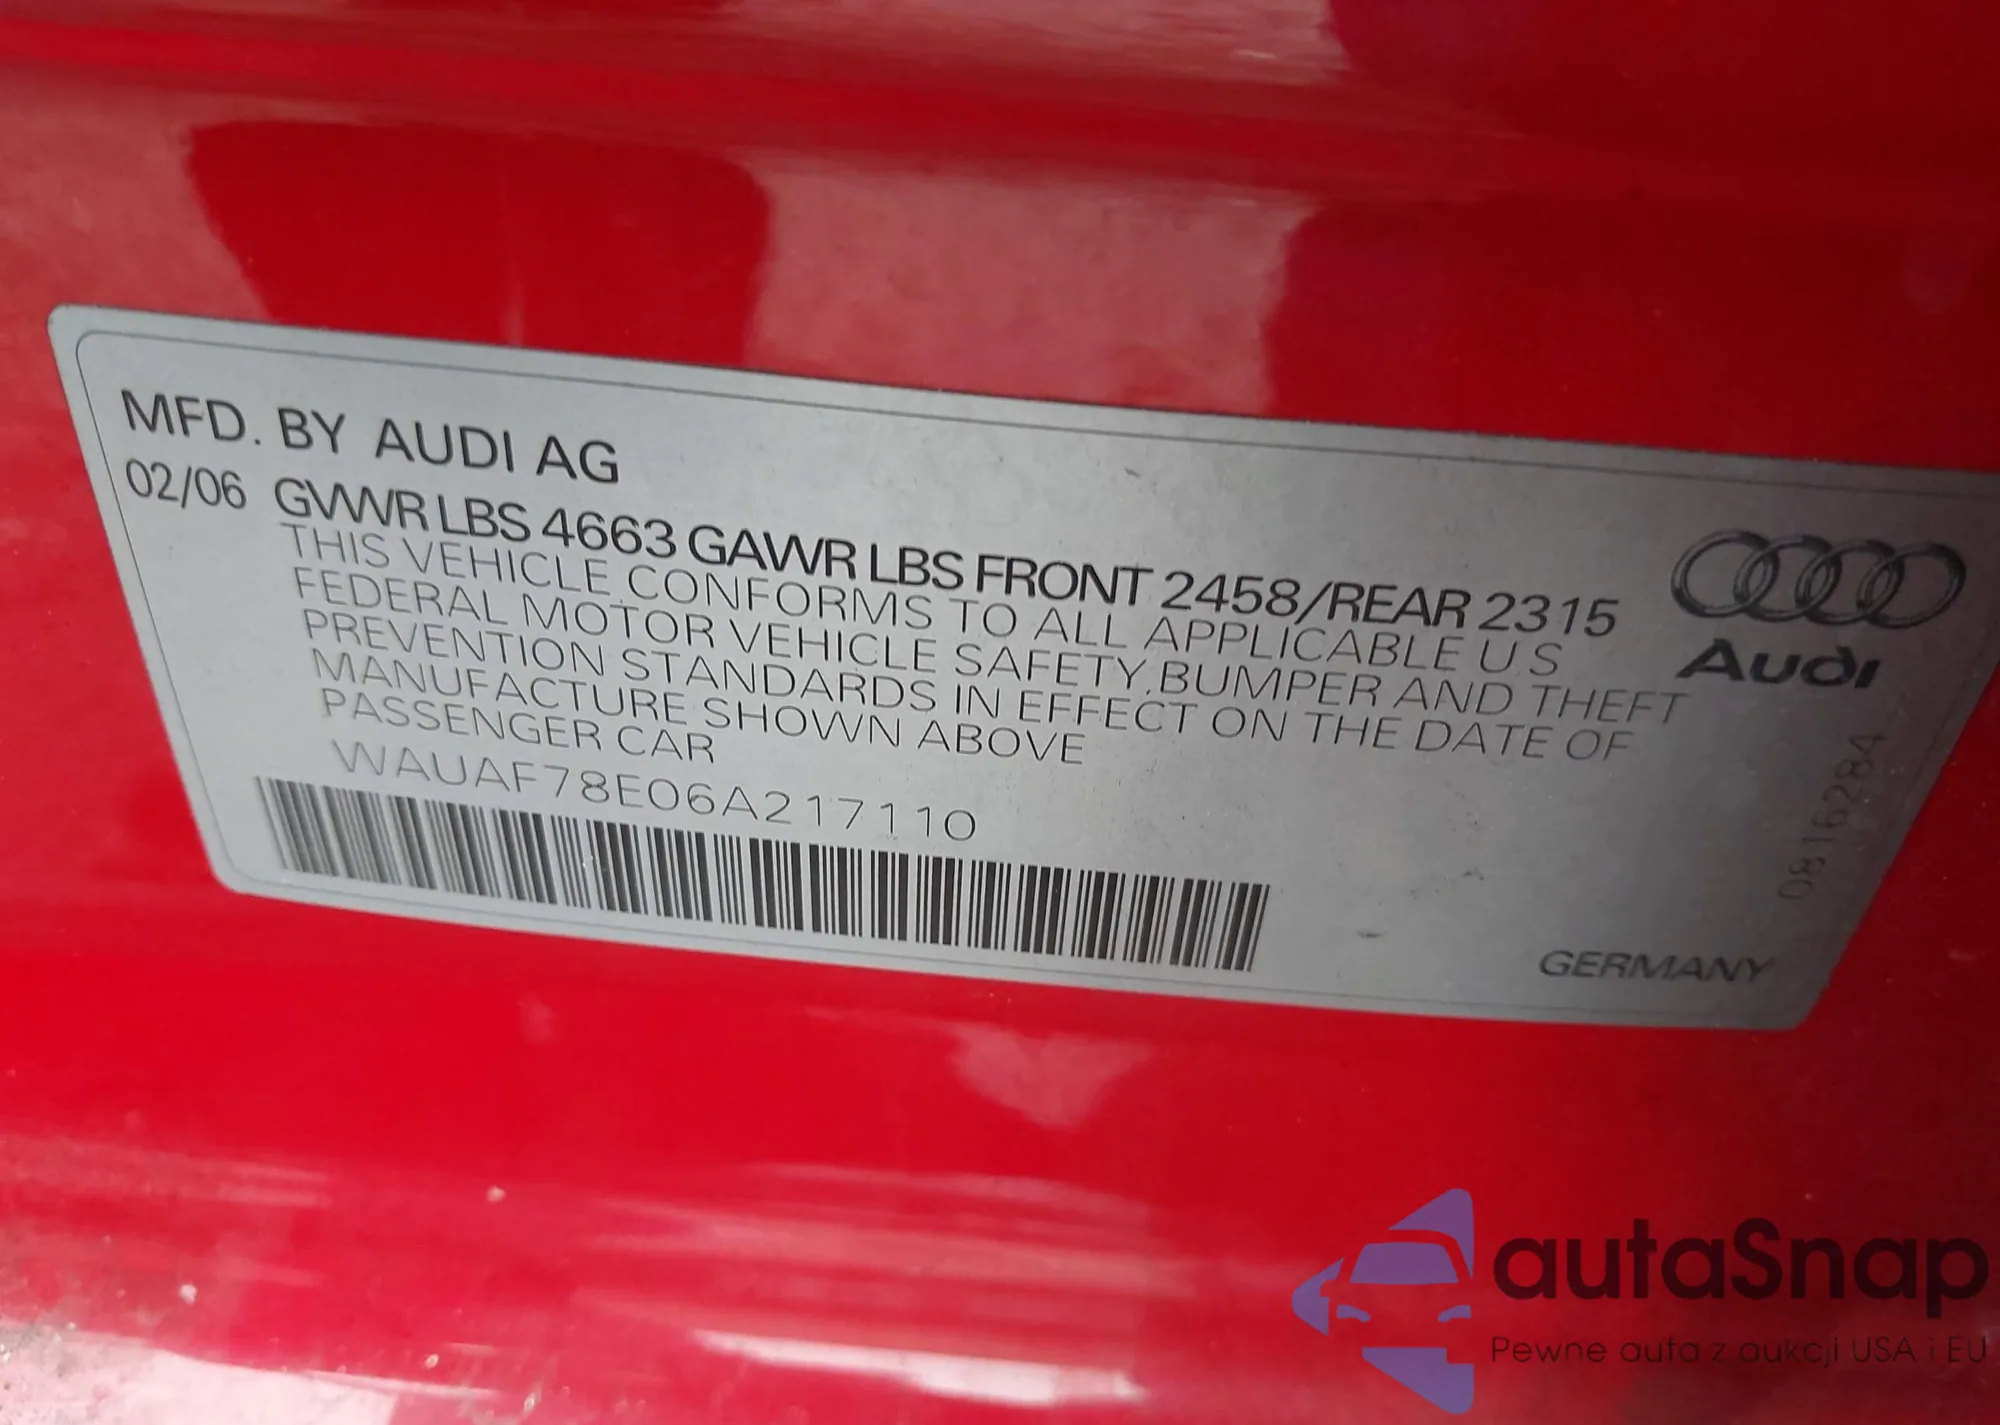 MFD. BY AUDI AG
02/06 GVWR LBS 4663 GAWR LBS FRONT 2458/REAR 2315
THIS VEHICLE CONFORMS TO ALL APPLICABLE U S
FEDERAL MOTOR VEHICLE SAFETY, BUMPER AND THEFT
PREVENTION STANDARDS IN EFFECT ON THE DATE OF
MANUFACTURE SHOWN ABOVE
PASSENGER CAR
WAUAF78E06A217110
Audi
0816284
GERMANY
autaSnap
Pewne auta z aukcji USA i EU